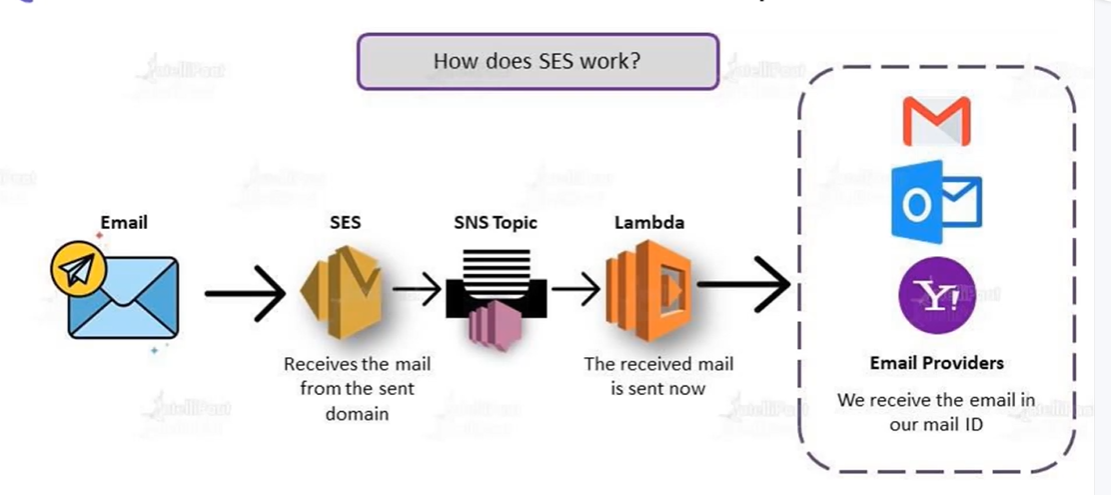 How does SES work?
Email
SES
SNS Topic
Lambda
Receives the mail
from the sent
domain
The received mail
is sent now
Email Providers
We receive the email in
our mail ID